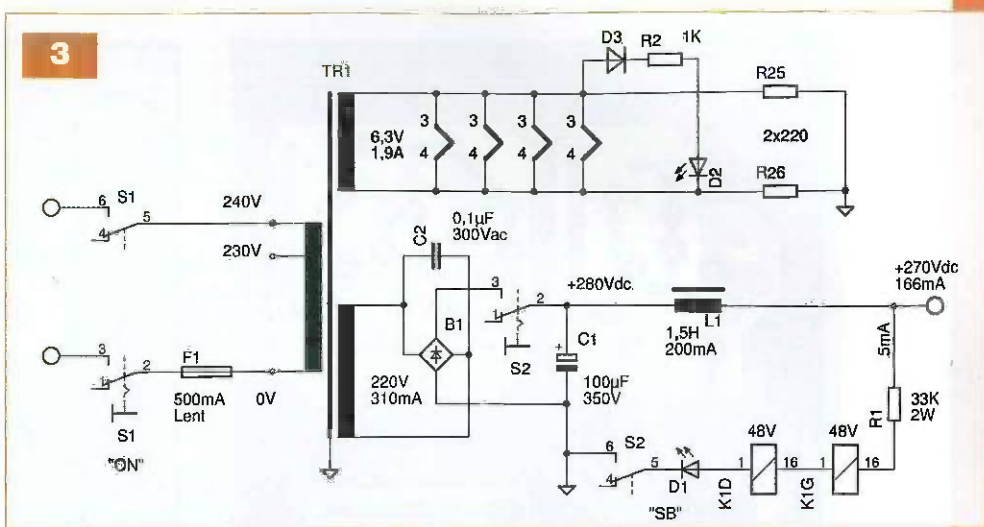 3
D3
R2
1K
TR1
R25
6,3V
1,9A
3
4
3
4
3
4
3
4
2x220
D2
R26
S1
6
5
4
240V
230V
0,1µF
300Vac
C2
3
1
2
+280Vdc
+270Vdc
166mA
B1
S2
C1
+
L1
1,5H
200mA
5mA
3
1
2
F1
500mA
Lent
0V
S1
"ON"
220V
310mA
100µF
350V
R1
33K
2W
S2
6
5
4
D1
"SB"
48V
48V
1
16
1
16
K1D
K1G